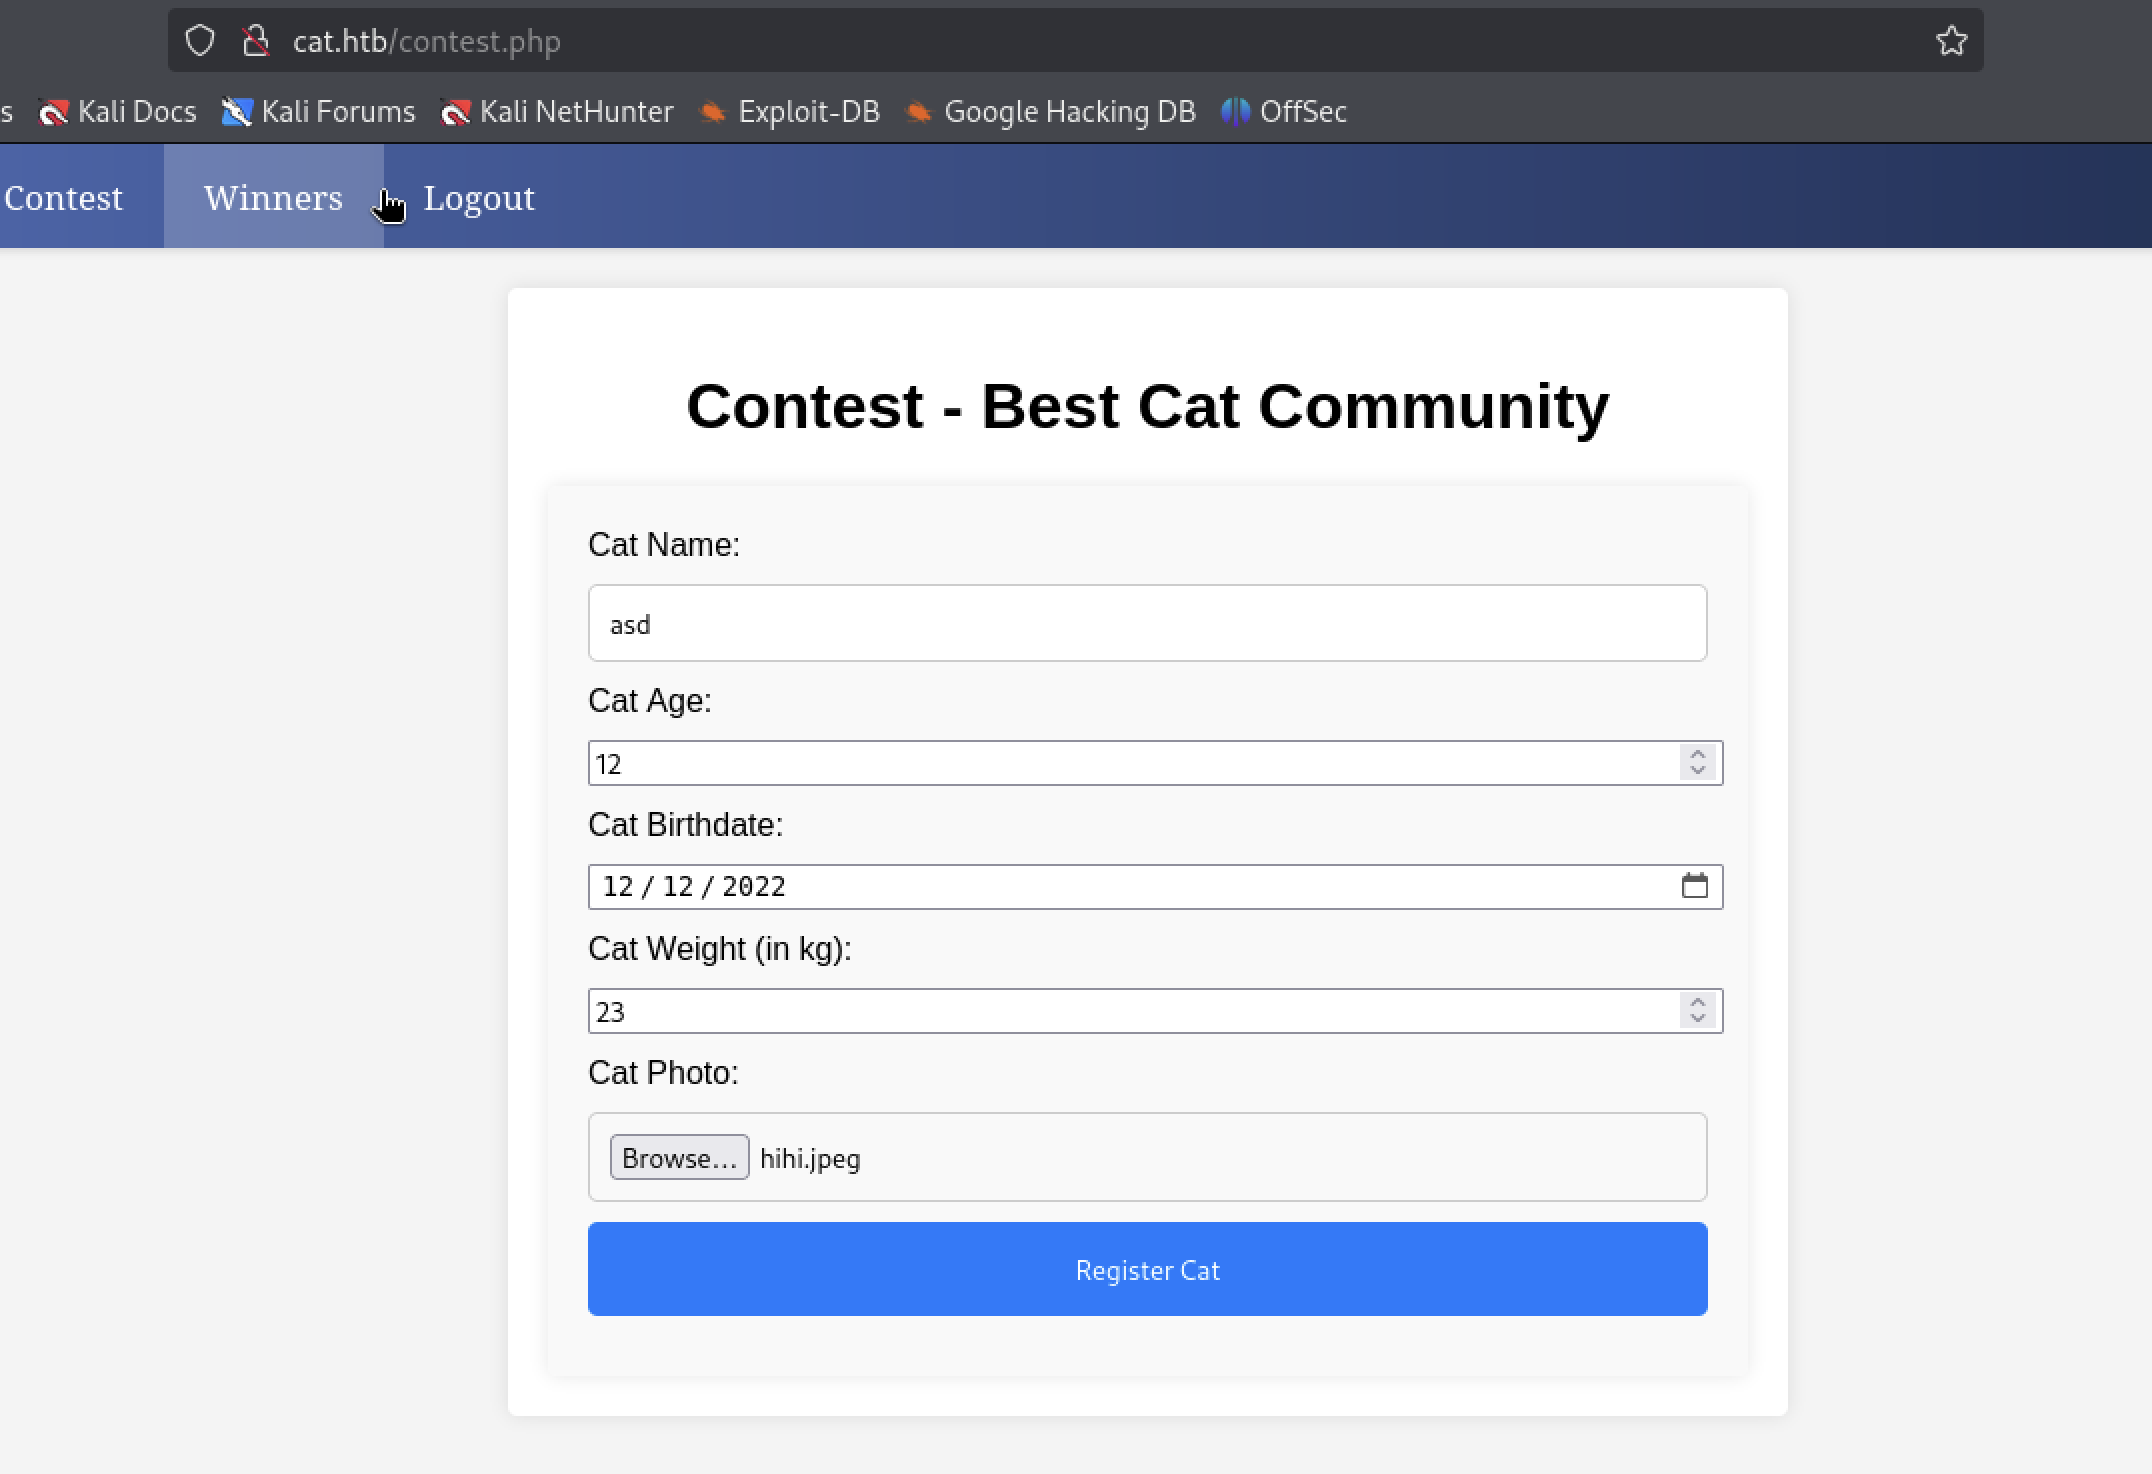 cat.htb/contest.php
s Kali Docs Kali Forums Kali NetHunter Exploit-DB Google Hacking DB OffSec
Contest Winners Logout
Contest - Best Cat Community
Cat Name:
asd
Cat Age:
12
Cat Birthdate:
12 / 12 / 2022
Cat Weight (in kg):
23
Cat Photo:
Browse... hihi.jpeg
Register Cat